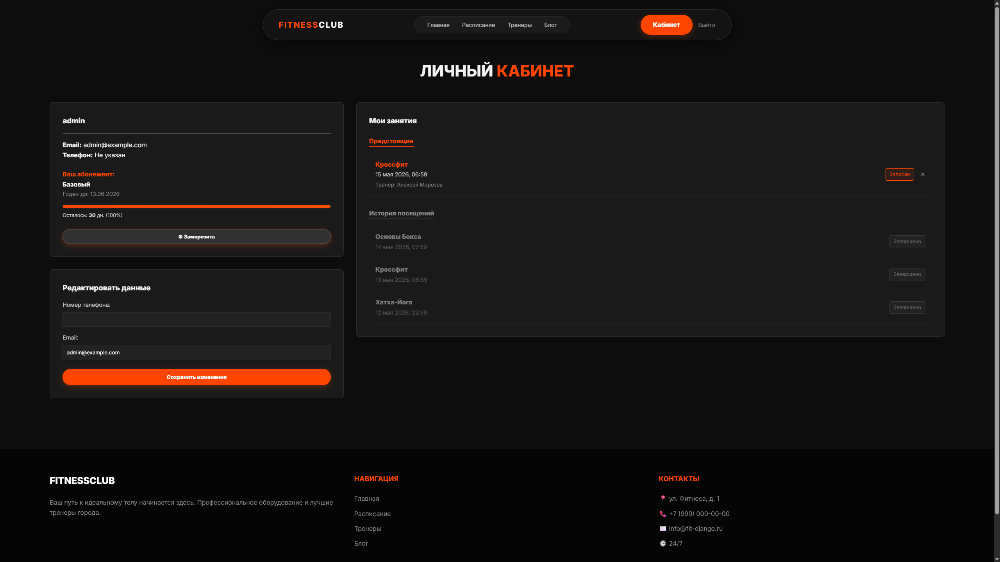 FITNESSCLUB
Главная
Расписание
Тренеры
Блог
Кабинет
Выйти
ЛИЧНЫЙ КАБИНЕТ
admin
Email: admin@example.com
Телефон: Не указан
Ваш абонемент:
Базовый
Годен до: 13.06.2026
Осталось: 30 дн. (100%)
❄ Заморозить
Редактировать данные
Номер телефона:
Email:
admin@example.com
Сохранить изменения
Мои занятия
Предстоящие
Кроссфит
15 мая 2026, 06:59
Тренер: Алексей Морозов
Записан ✕
История посещений
Основы Бокса
14 мая 2026, 07:59
Завершено
Кроссфит
13 мая 2026, 06:59
Завершено
Хатха-Йога
12 мая 2026, 22:59
Завершено
FITNESSCLUB
Ваш путь к идеальному телу начинается здесь. Профессиональное оборудование и лучшие
тренеры города.
НАВИГАЦИЯ
Главная
Расписание
Тренеры
Блог
КОНТАКТЫ
📍 ул. Фитнеса, д. 1
📞 +7 (999) 000-00-00
✉️ info@fit-django.ru
🕒 24/7